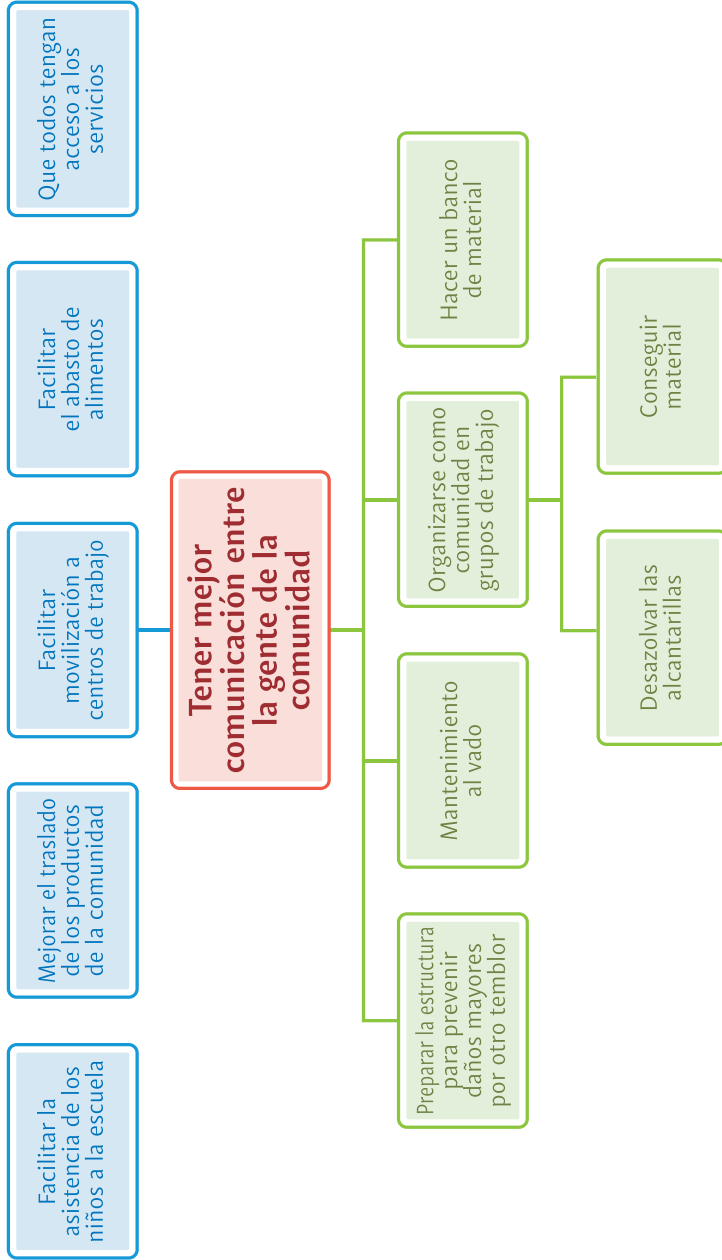 Facilitar la
asistencia de los
niños a la escuela
Mejorar el traslado
de los productos
de la comunidad
Facilitar
movilización a
centros de trabajo
Facilitar
el abasto de
alimentos
Que todos tengan
acceso a los
servicios
Tener mejor
comunicación entre
la gente de la
comunidad
Preparar la estructura
para prevenir
daños mayores
por otro temblor
Mantenimiento
al vado
Organizarse como
comunidad en
grupos de trabajo
Hacer un banco
de material
Desazolvar las
alcantarillas
Conseguir
material